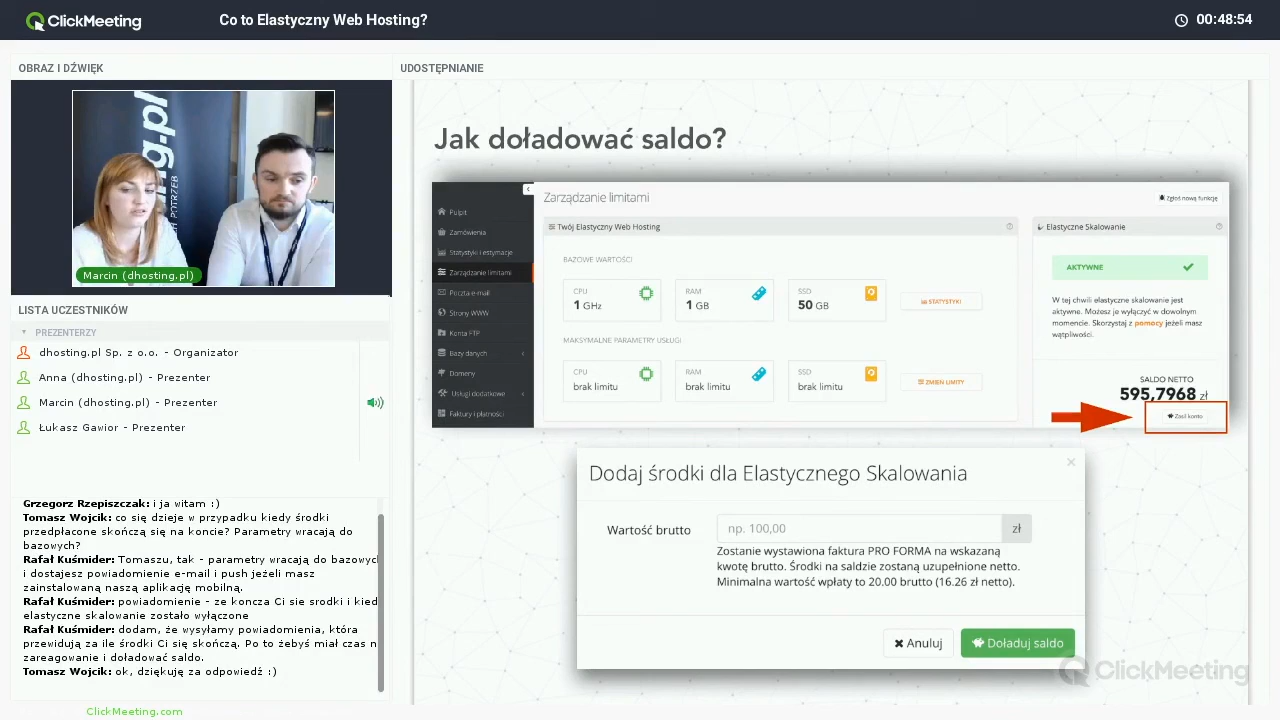 ClickMeeting
Co to Elastyczny Web Hosting?
00:48:54
OBRAZ I DŹWIĘK
Marcin (dhosting.pl)
LISTA UCZESTNIKÓW
PREZENTERZY
dhosting.pl Sp. z o.o. - Organizator
Anna (dhosting.pl) - Prezenter
Marcin (dhosting.pl) - Prezenter
Łukasz Gawior - Prezenter
Grzegorz Rzepiszczak: i ja witam :)
Tomasz Wojcik: co się dzieje w przypadku kiedy środki
przedpłacone skończą się na koncie? Parametry wracają do
bazowych?
Rafał Kuśmider: Tomaszu, tak - parametry wracają do bazowych
i dostajesz powiadomienie e-mail i push jeżeli masz
zainstalowaną naszą aplikację mobilną.
Rafał Kuśmider: powiadomienie - ze koncza Ci sie srodki i kied
elastyczne skalowanie zostało wyłączone
Rafał Kuśmider: dodam, że wysyłamy powiadomienia, która
przewidują za ile środki Ci się skończą. Po to żebyś miał czas n
zareagowanie i doładować saldo.
Tomasz Wojcik: ok, dziękuję za odpowiedź :)
ClickMeeting.com
UDOSTĘPNIANIE
Jak doładować saldo?
Pulpit
Zamówienia
Statystyki i estymacje
Zarządzanie limitami
Poczta e-mail
Strony WWW
Konta FTP
Bazy danych
Domeny
Usługi dodatkowe
Faktury i płatności
Zarządzanie limitami
Zgłoś nową funkcję
Twój Elastyczny Web Hosting
BAZOWE WARTOŚCI
CPU
1 GHz
RAM
1 GB
SSD
50 GB
STATYSTYKI
MAKSYMALNE PARAMETRY USŁUGI
CPU
brak limitu
RAM
brak limitu
SSD
brak limitu
ZMIEŃ LIMITY
Elastyczne Skalowanie
AKTYWNE
W tej chwili elastyczne skalowanie jest
aktywne. Możesz je wyłączyć w dowolnym
momencie. Skorzystaj z pomocy jeżeli masz
wątpliwości.
SALDO NETTO
595,7968 zł
Zasil konto
Dodaj środki dla Elastycznego Skalowania
Wartość brutto
np. 100,00
zł
Zostanie wystawiona faktura PRO FORMA na wskazaną
kwotę brutto. Środki na saldzie zostaną uzupełnione netto.
Minimalna wartość wpłaty to 20.00 brutto (16.26 zł netto).
Anuluj
Doładuj saldo
ClickMeeting